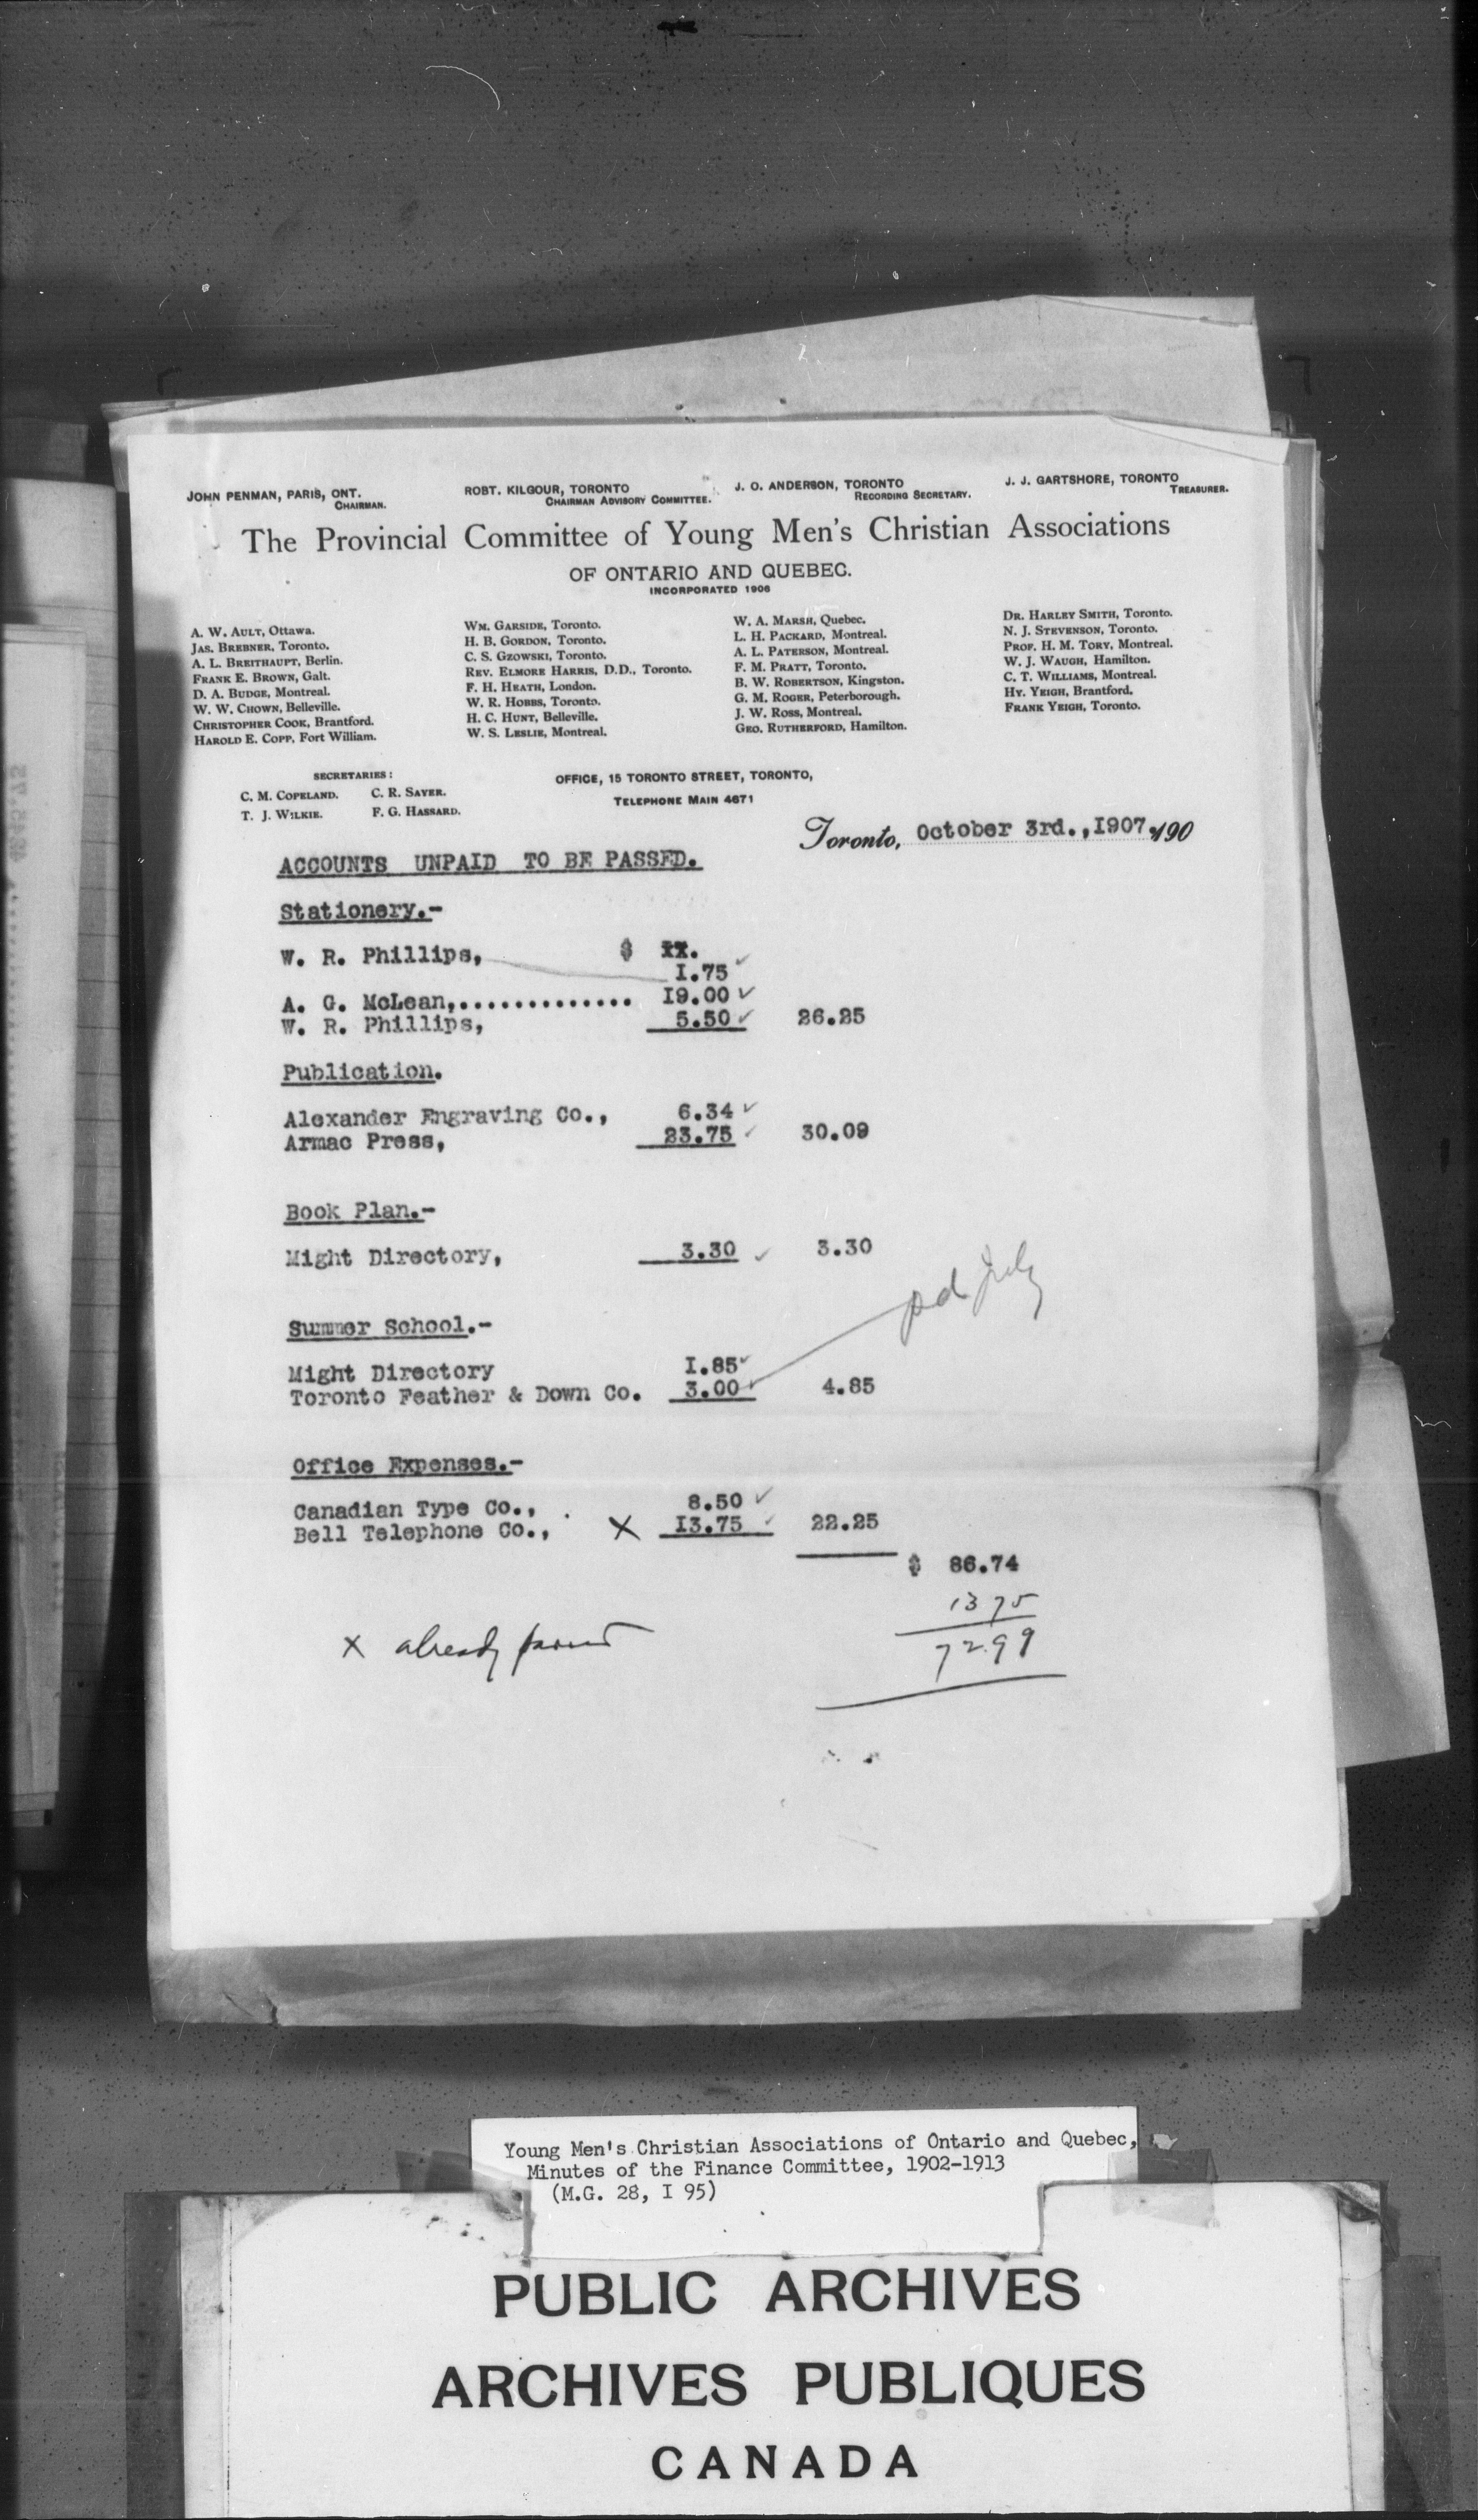 JOHN PENMAN, PARIS, ONT.
CHAIRMAN.
ROBT. KILGOUR, TORONTO
CHAIRMAN ADVISORY COMMITTEE.
J. O. ANDERSON, TORONTO
RECORDING SECRETARY.
J. J. GARTSHORE, TORONTO
TREASURER.
The Provincial Committee of Young Men's Christian Associations
OF ONTARIO AND QUEBEC.
INCORPORATED 1906
A. W. AULT, Ottawa.
JAS. BREBNER, Toronto.
A. L. BREITHAUPT, Berlin.
FRANK E. BROWN, Galt.
D. A. BUDGE, Montreal.
W. W. CHOWN, Belleville.
CHRISTOPHER COOK, Brantford.
HAROLD E. COPP, Fort William.
WM. GARSIDE, Toronto.
H. B. GORDON, Toronto.
C. S. GZOWSKI, Toronto.
REV. ELMORE HARRIS, D.D., Toronto.
F. H. HEATH, London.
W. R. HOBBS, Toronto.
H. C. HUNT, Belleville.
W. S. LESLIE, Montreal.
W. A. MARSH, Quebec.
L. H. PACKARD, Montreal.
A. L. PATERSON, Montreal.
F. M. PRATT, Toronto.
B. W. ROBERTSON, Kingston.
G. M. ROGER, Peterborough.
J. W. ROSS, Montreal.
GEO. RUTHERFORD, Hamilton.
DR. HARLEY SMITH, Toronto.
N. J. STEVENSON, Toronto.
PROF. H. M. TORY, Montreal.
W. J. WAUGH, Hamilton.
C. T. WILLIAMS, Montreal.
HY. YEIGH, Brantford.
FRANK YEIGH, Toronto.
SECRETARIES:
C. M. COPELAND. C. R. SAYER.
T. J. WILKIE. F. G. HASSARD.
OFFICE, 15 TORONTO STREET, TORONTO,
TELEPHONE MAIN 4671
Toronto, October 3rd., 1907. 190
ACCOUNTS UNPAID TO BE PASSED.
Stationery.-
W. R. Phillips, $ XX.
1.75 ✓
A. G. McLean,.............. 19.00 ✓
W. R. Phillips, 5.50 ✓ 26.25
Publication.
Alexander Engraving Co., 6.34 ✓
Armac Press, 23.75 ✓ 30.09
Book Plan.-
Might Directory, 3.30 ✓ 3.30
pd July
Summer School.-
Might Directory 1.85 ✓
Toronto Feather & Down Co. 3.00 ✓ 4.85
Office Expenses.-
Canadian Type Co., 8.50 ✓
Bell Telephone Co., X 13.75 ✓ 22.25
$ 86.74
13 75
72.99
x already passed
Young Men's Christian Associations of Ontario and Quebec,
Minutes of the Finance Committee, 1902-1913
(M.G. 28, I 95)
PUBLIC ARCHIVES
ARCHIVES PUBLIQUES
CANADA